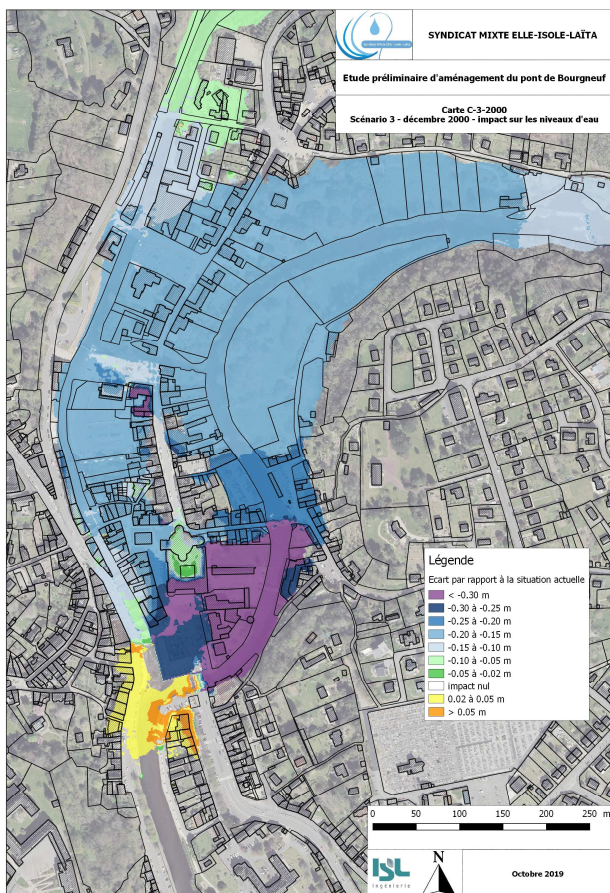 SYNDICAT MIXTE ELLE-ISOLE-LAÏTA
Etude préliminaire d'aménagement du pont de Bourgneuf
Carte C-3-2000
Scénario 3 - décembre 2000 - impact sur les niveaux d'eau
Légende
Ecart par rapport à la situation actuelle
< -0.30 m
-0.30 à -0.25 m
-0.25 à -0.20 m
-0.20 à -0.15 m
-0.15 à -0.10 m
-0.10 à -0.05 m
-0.05 à -0.02 m
impact nul
0.02 à 0.05 m
> 0.05 m
0 50 100 150 200 250 m
N
ISL
Ingénierie
Octobre 2019